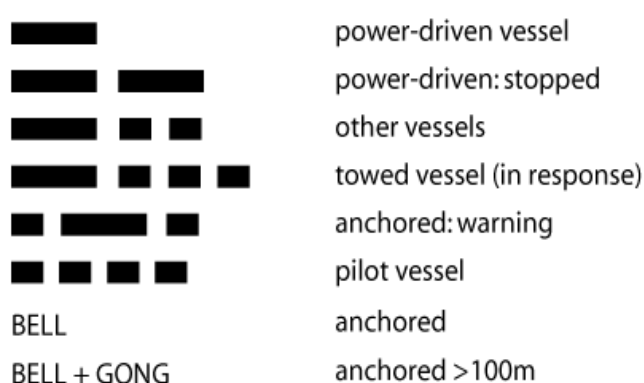 power-driven vessel
power-driven: stopped
other vessels
towed vessel (in response)
anchored: warning
pilot vessel
BELL anchored
BELL + GONG anchored >100m